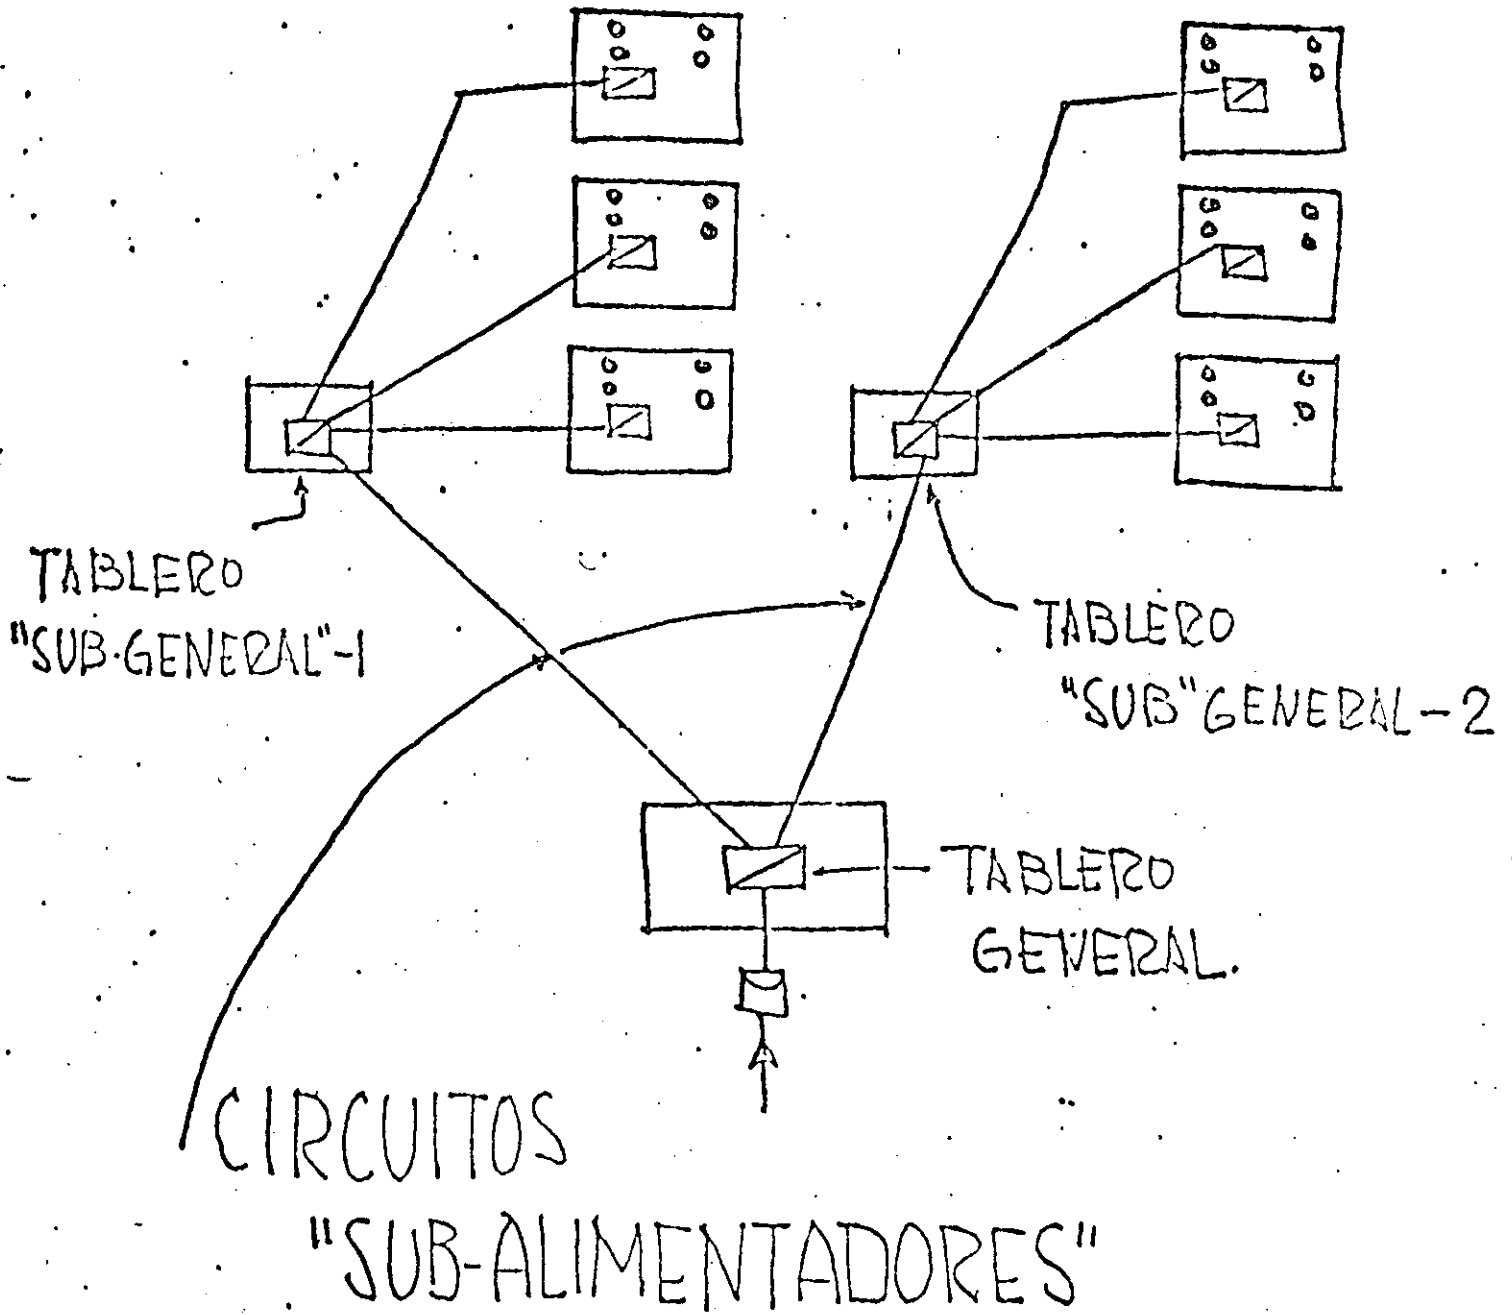 TABLERO
"SUB-GENERAL"-1
TABLERO
"SUB" GENERAL-2
TABLERO
GENERAL.
CIRCUITOS
"SUB-ALIMENTADORES"